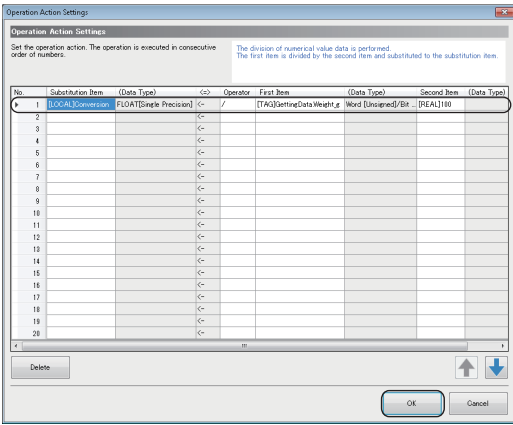 Operation Action Settings
Operation Action Settings
Set the operation action. The operation is executed in consecutive
order of numbers.
The division of numerical value data is performed.
The first item is divided by the second item and substituted to the substitution item.
No. Substitution Item (Data Type) <=> Operator First Item (Data Type) Second Item (Data Type)
1 [LOCAL]Conversion FLOAT[Single Precision] <- / [TAG]GettingData.Weight_g Word [Unsigned]/Bit ... [REAL]100
2 <-
3 <-
4 <-
5 <-
6 <-
7 <-
8 <-
9 <-
10 <-
11 <-
12 <-
13 <-
14 <-
15 <-
16 <-
17 <-
18 <-
19 <-
20 <-
Delete
OK Cancel